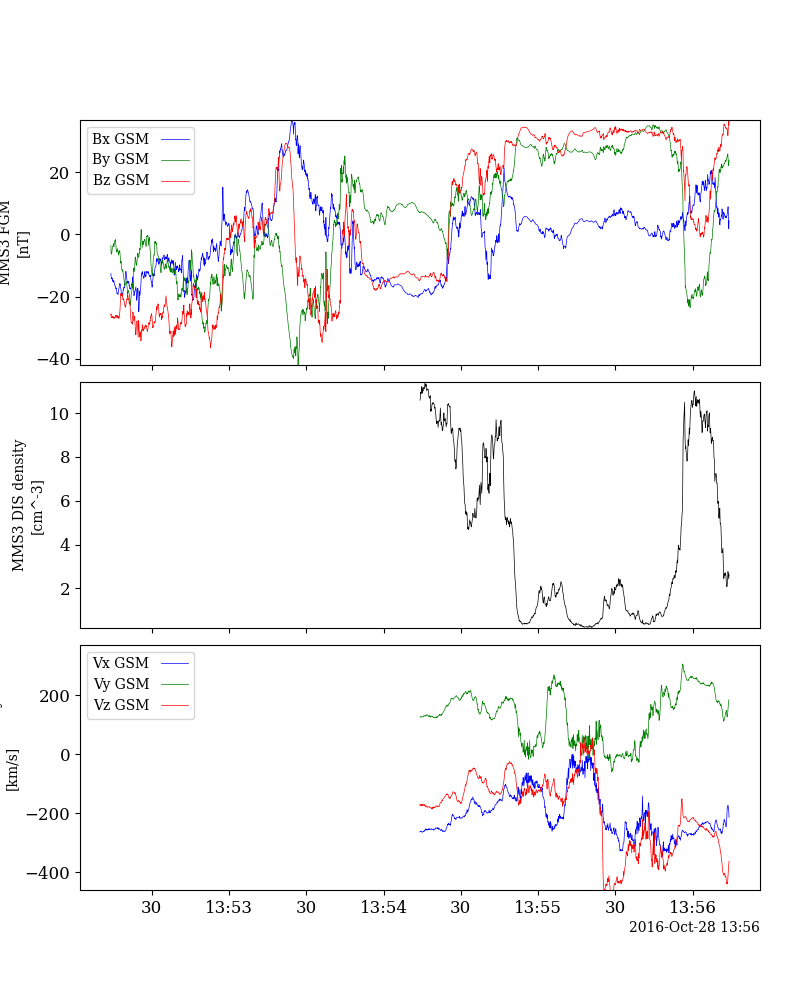 Bx GSM
By GSM
Bz GSM
20
0
−20
−40
MMS3 FGM
[nT]
10
8
6
4
2
MMS3 DIS density
[cm^-3]
Vx GSM
Vy GSM
Vz GSM
200
0
−200
−400
[km/s]
30 13:53 30 13:54 30 13:55 30 13:56
2016-Oct-28 13:56